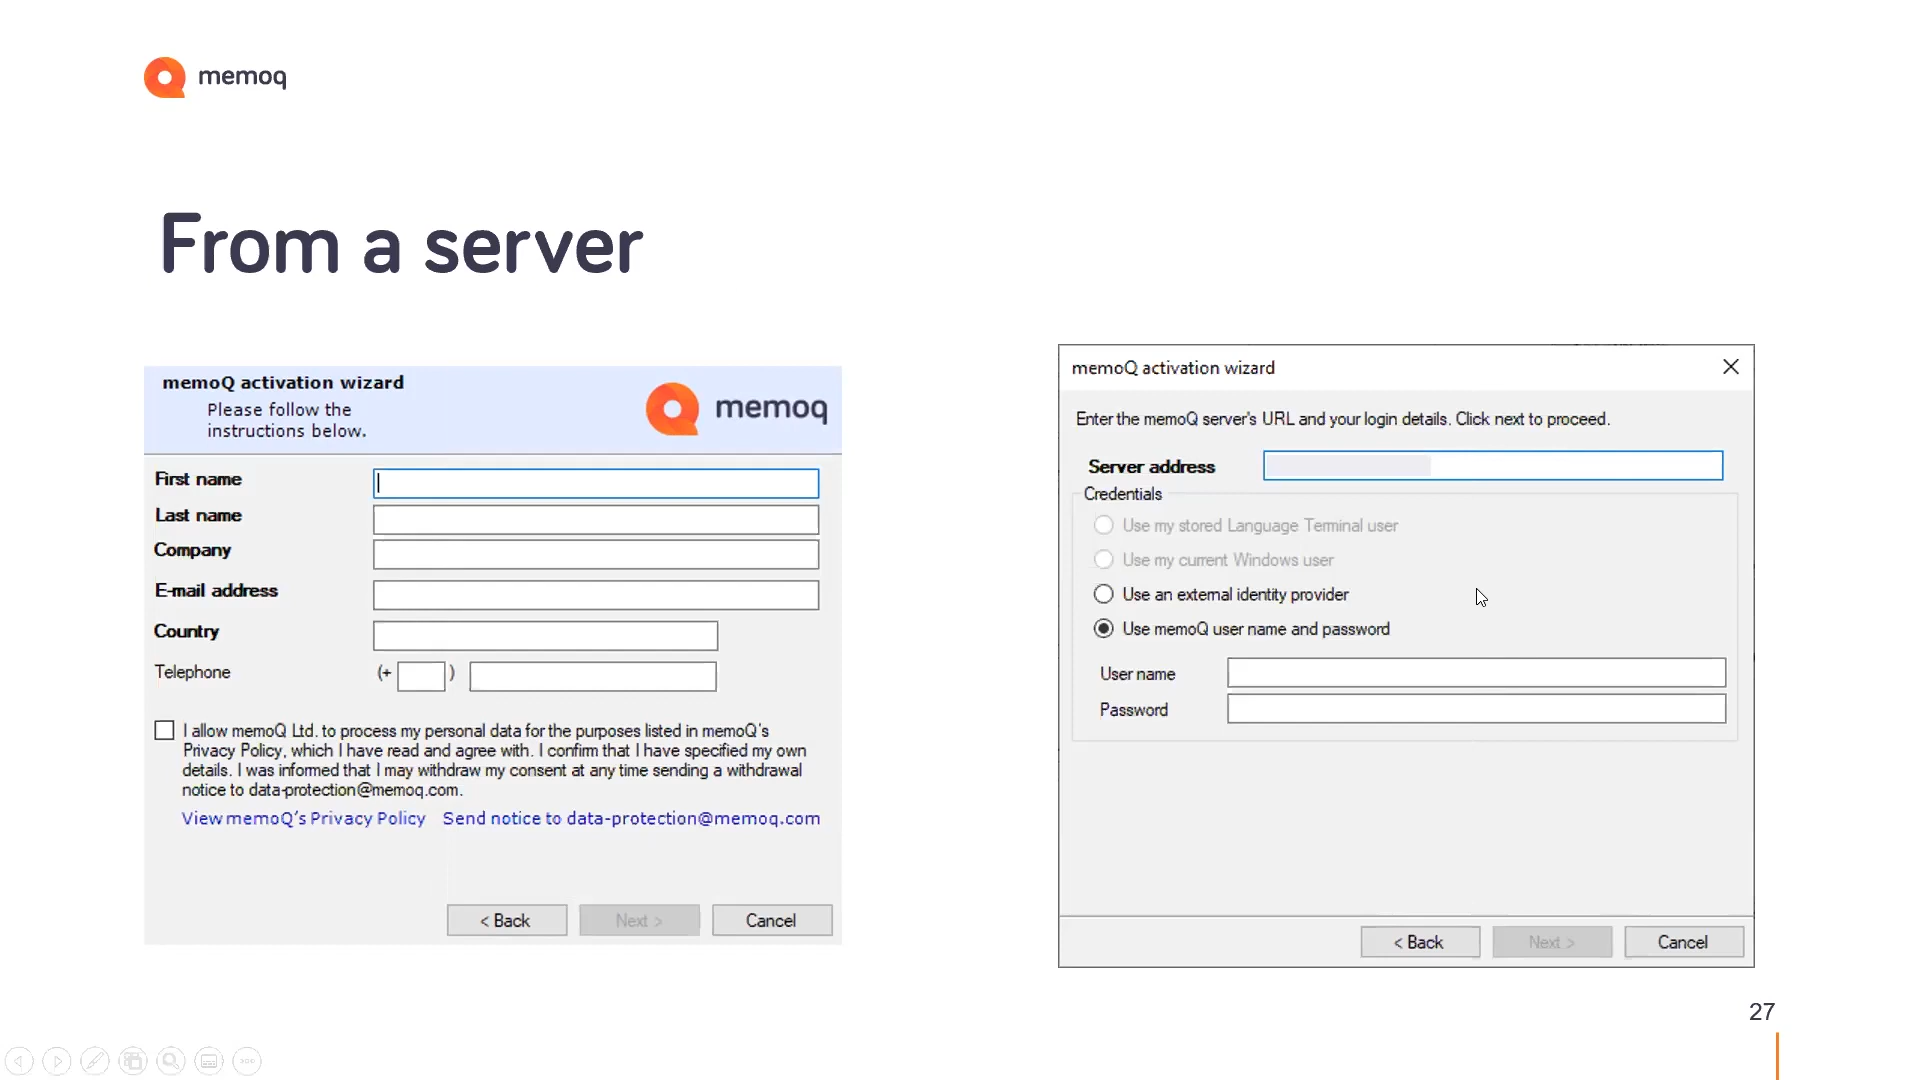 memoq
From a server
memoQ activation wizard
Please follow the
instructions below.
memoq
First name
Last name
Company
E-mail address
Country
Telephone (+ )
I allow memoQ Ltd. to process my personal data for the purposes listed in memoQ's
Privacy Policy, which I have read and agree with. I confirm that I have specified my own
details. I was informed that I may withdraw my consent at any time sending a withdrawal
notice to data-protection@memoq.com.
View memoQ's Privacy Policy Send notice to data-protection@memoq.com
< Back Next > Cancel
memoQ activation wizard
Enter the memoQ server's URL and your login details. Click next to proceed.
Server address
Credentials
Use my stored Language Terminal user
Use my current Windows user
Use an external identity provider
Use memoQ user name and password
User name
Password
< Back Next > Cancel
27